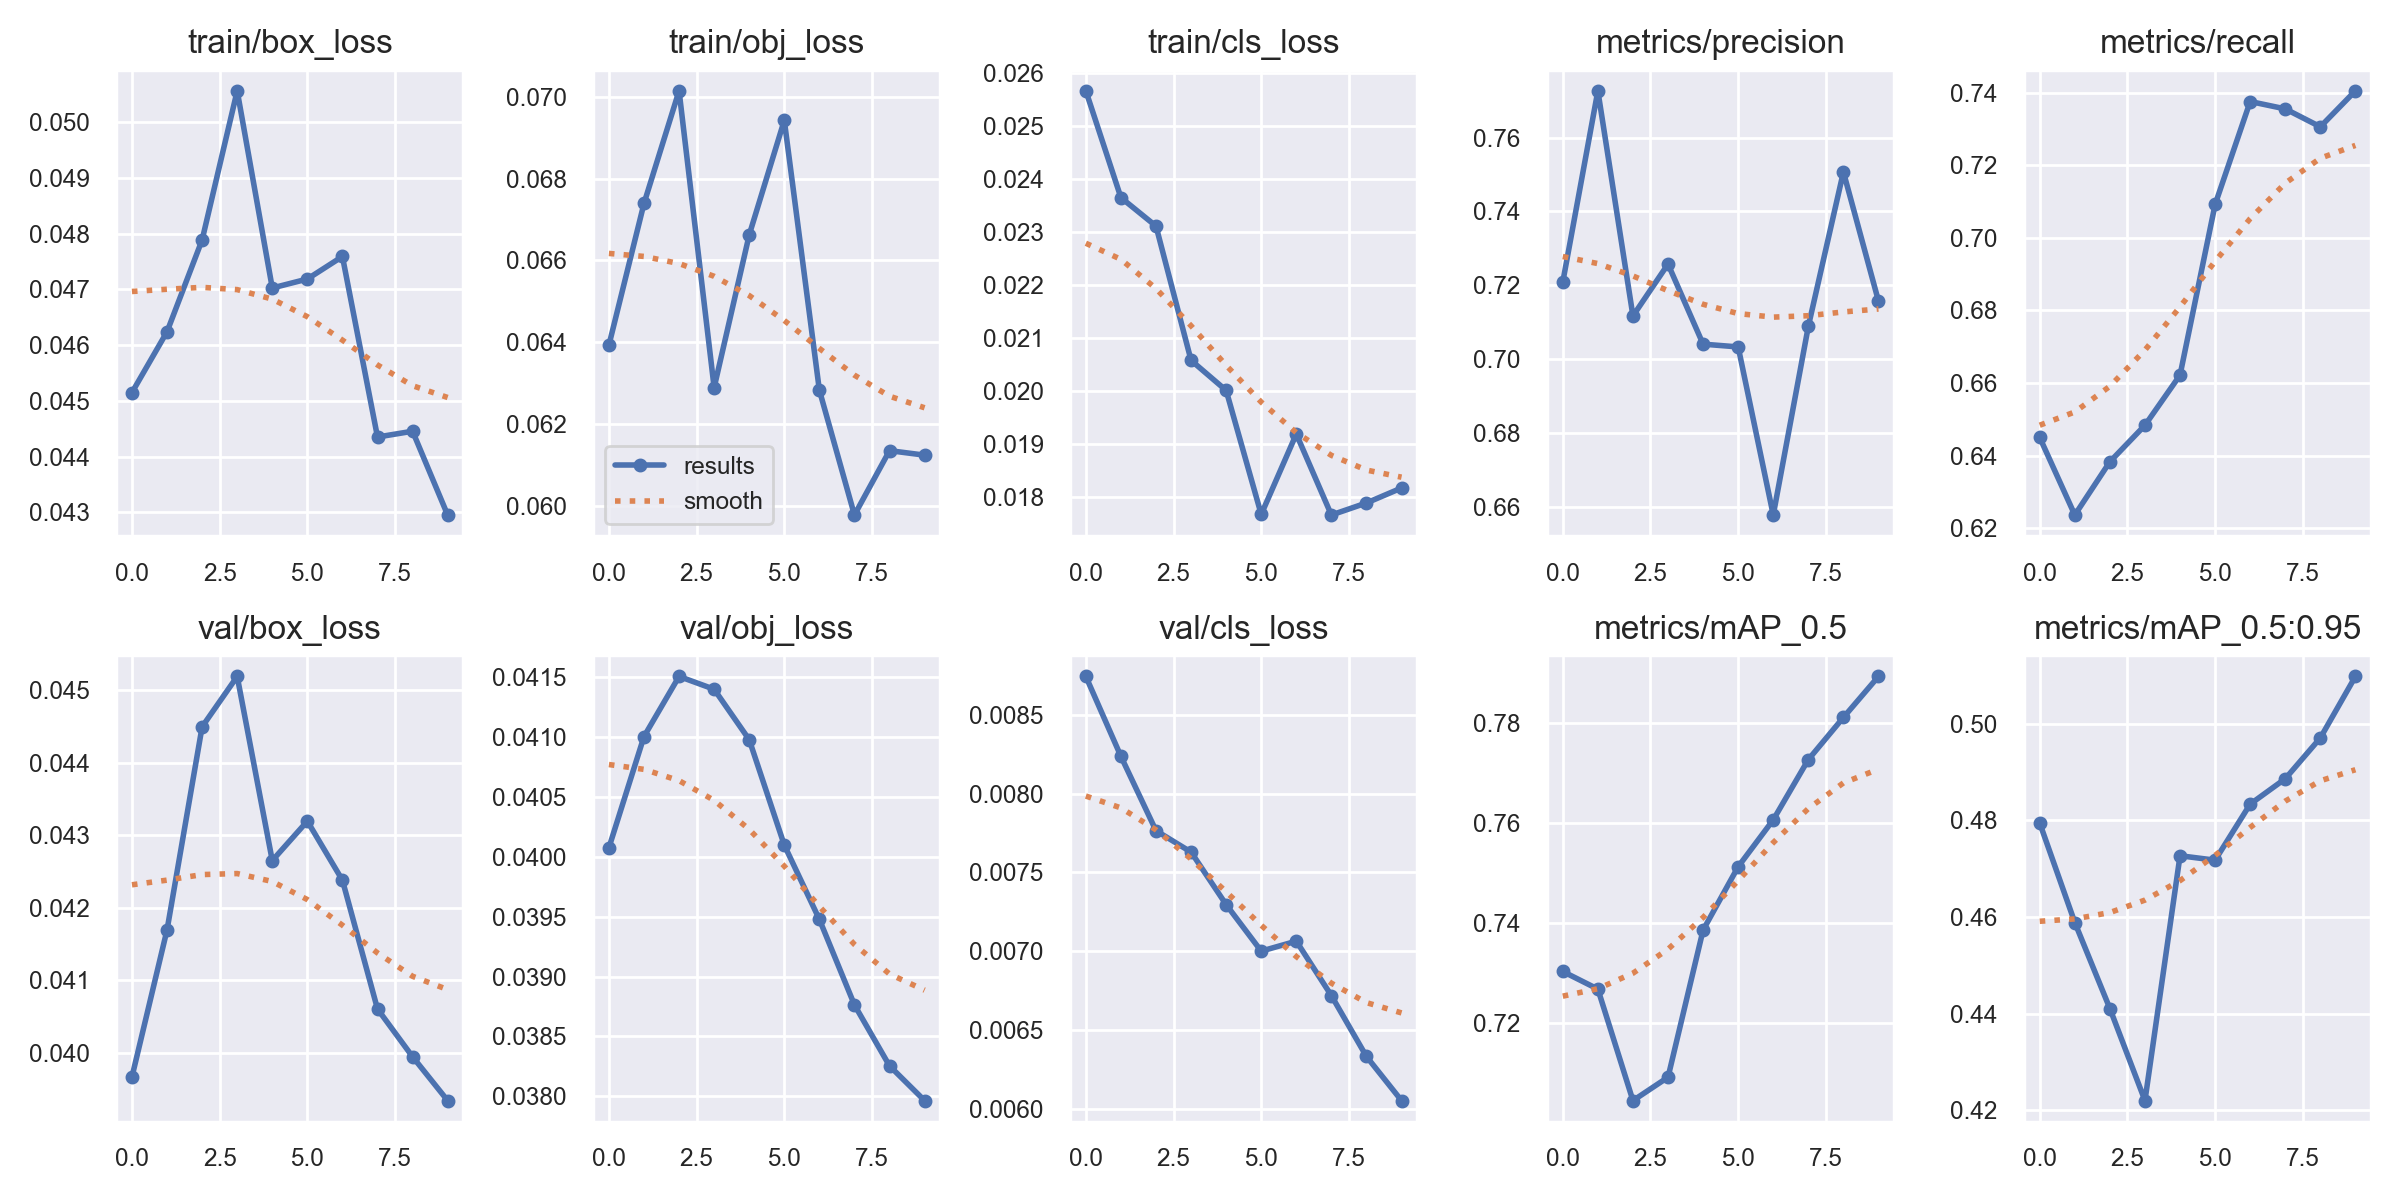 train/box_loss
0.050
0.049
0.048
0.047
0.046
0.045
0.044
0.043
0.0 2.5 5.0 7.5
train/obj_loss
0.070
0.068
0.066
0.064
0.062
0.060
results
smooth
0.0 2.5 5.0 7.5
train/cls_loss
0.026
0.025
0.024
0.023
0.022
0.021
0.020
0.019
0.018
0.0 2.5 5.0 7.5
metrics/precision
0.76
0.74
0.72
0.70
0.68
0.66
0.0 2.5 5.0 7.5
metrics/recall
0.74
0.72
0.70
0.68
0.66
0.64
0.62
0.0 2.5 5.0 7.5
val/box_loss
0.045
0.044
0.043
0.042
0.041
0.040
0.0 2.5 5.0 7.5
val/obj_loss
0.0415
0.0410
0.0405
0.0400
0.0395
0.0390
0.0385
0.0380
0.0 2.5 5.0 7.5
val/cls_loss
0.0085
0.0080
0.0075
0.0070
0.0065
0.0060
0.0 2.5 5.0 7.5
metrics/mAP_0.5
0.78
0.76
0.74
0.72
0.0 2.5 5.0 7.5
metrics/mAP_0.5:0.95
0.50
0.48
0.46
0.44
0.42
0.0 2.5 5.0 7.5